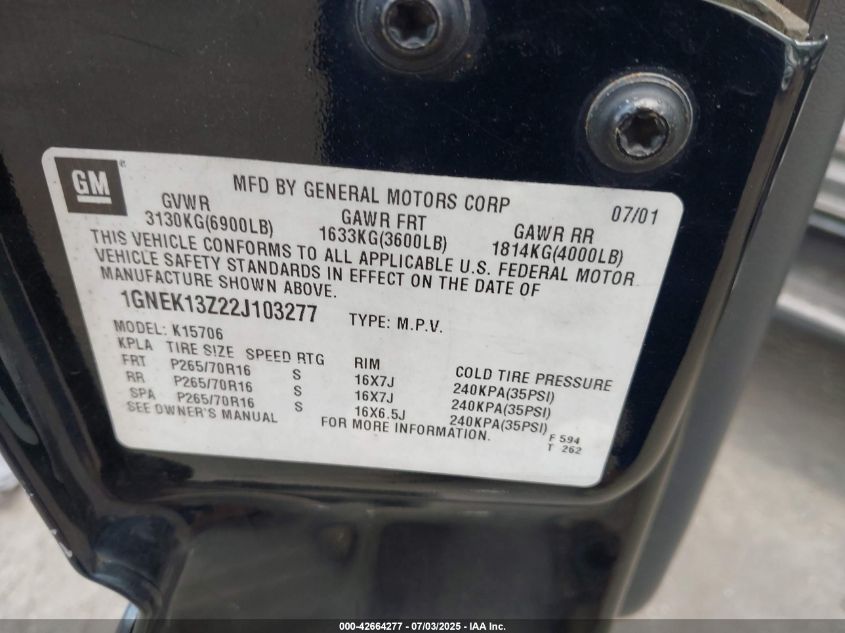 GM
MFD BY GENERAL MOTORS CORP 07/01
GVWR GAWR FRT GAWR RR
3130KG(6900LB) 1633KG(3600LB) 1814KG(4000LB)
THIS VEHICLE CONFORMS TO ALL APPLICABLE U.S. FEDERAL MOTOR
VEHICLE SAFETY STANDARDS IN EFFECT ON THE DATE OF
MANUFACTURE SHOWN ABOVE.
1GNEK13Z22J103277 TYPE: M.P.V.
MODEL: K15706
KPLA TIRE SIZE SPEED RTG RIM COLD TIRE PRESSURE
FRT P265/70R16 S 16X7J 240KPA(35PSI)
RR P265/70R16 S 16X7J 240KPA(35PSI)
SPA P265/70R16 S 16X6.5J 240KPA(35PSI)
SEE OWNER'S MANUAL FOR MORE INFORMATION.
F 594
T 262
000-42664277 - 07/03/2025 - IAA Inc.